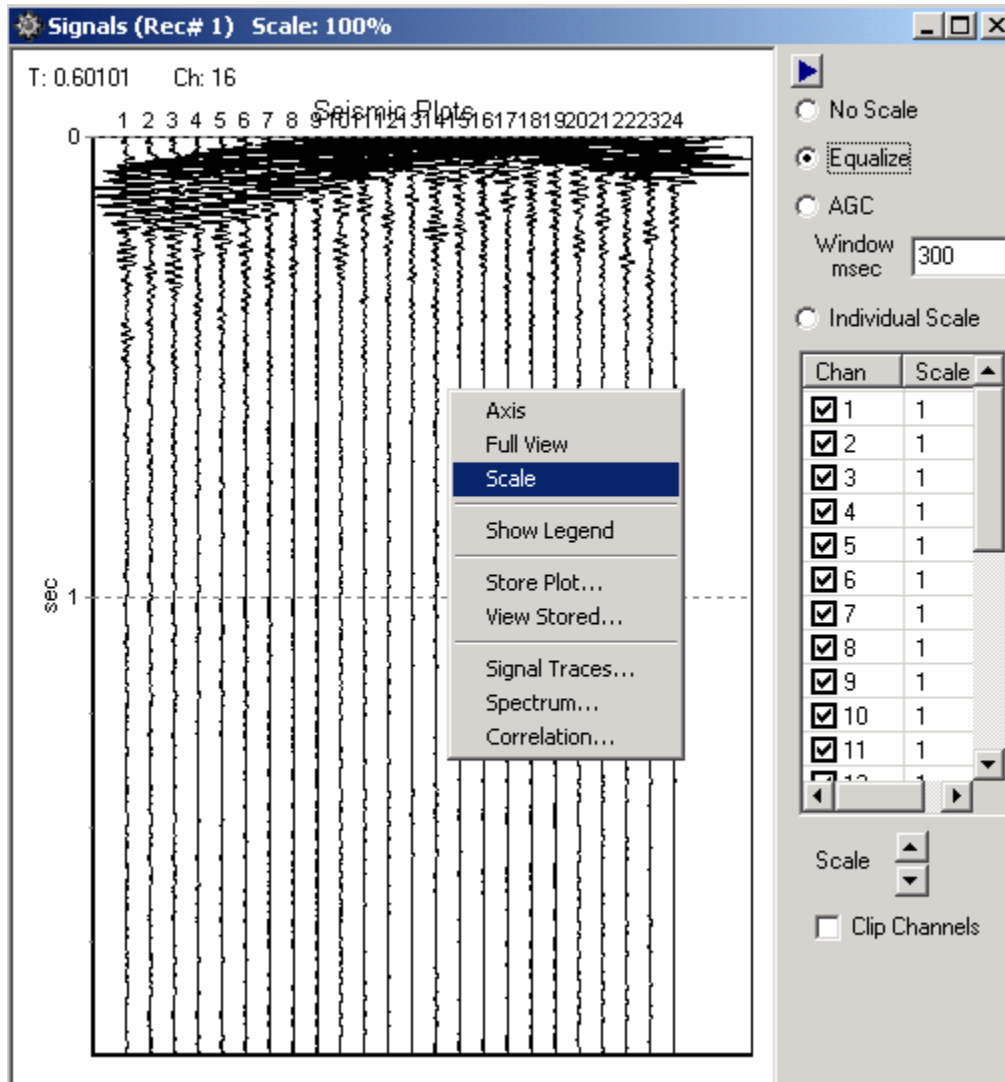 Signals (Rec# 1) Scale: 100%
T: 0.60101 Ch: 16
Seismic Plots
1 2 3 4 5 6 7 8 9 10 11 12 13 14 15 16 17 18 19 20 21 22 23 24
0
sec 1
Axis
Full View
Scale
Show Legend
Store Plot...
View Stored...
Signal Traces...
Spectrum...
Correlation...
No Scale
Equalize
AGC
Window
msec
300
Individual Scale
Chan Scale
1 1
2 1
3 1
4 1
5 1
6 1
7 1
8 1
9 1
10 1
11 1
12 1
Scale
Clip Channels